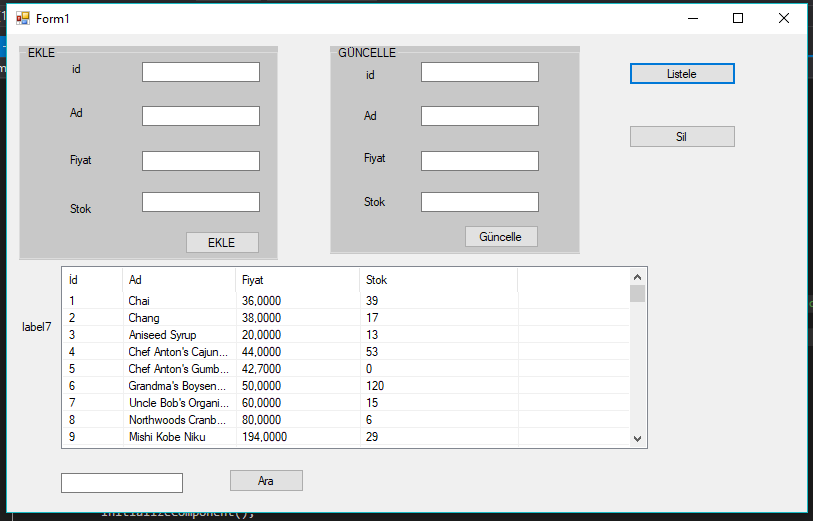 Form1
EKLE
id
Ad
Fiyat
Stok
EKLE
GÜNCELLE
id
Ad
Fiyat
Stok
Güncelle
Listele
Sil
label7
İd Ad Fiyat Stok
1 Chai 36,0000 39
2 Chang 38,0000 17
3 Aniseed Syrup 20,0000 13
4 Chef Anton's Cajun... 44,0000 53
5 Chef Anton's Gumb... 42,7000 0
6 Grandma's Boysen... 50,0000 120
7 Uncle Bob's Organi... 60,0000 15
8 Northwoods Cranb... 80,0000 6
9 Mishi Kobe Niku 194,0000 29
Ara
InitializeComponent();